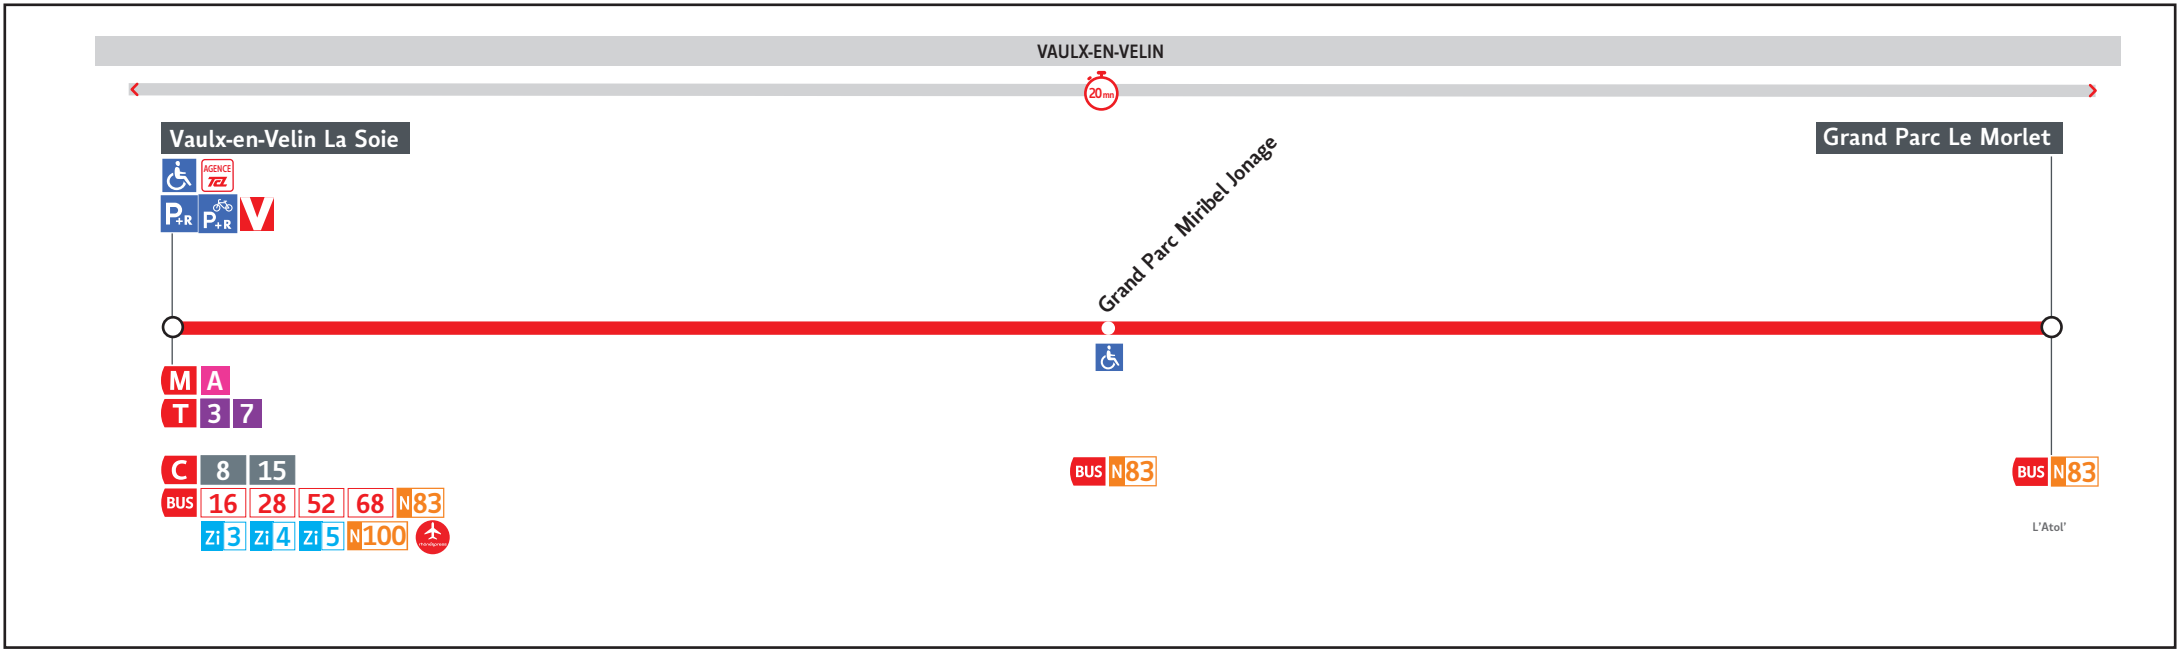 VAULX-EN-VELIN
20 mn
Vaulx-en-Velin La Soie
Grand Parc Miribel Jonage
Grand Parc Le Morlet
AGENCE
TCL
P+R P+R V
M A
T 3 7
C 8 15
BUS 16 28 52 68 N83
Zi 3 Zi 4 Zi 5 N100
BUS N83
BUS N83
L'Atol'